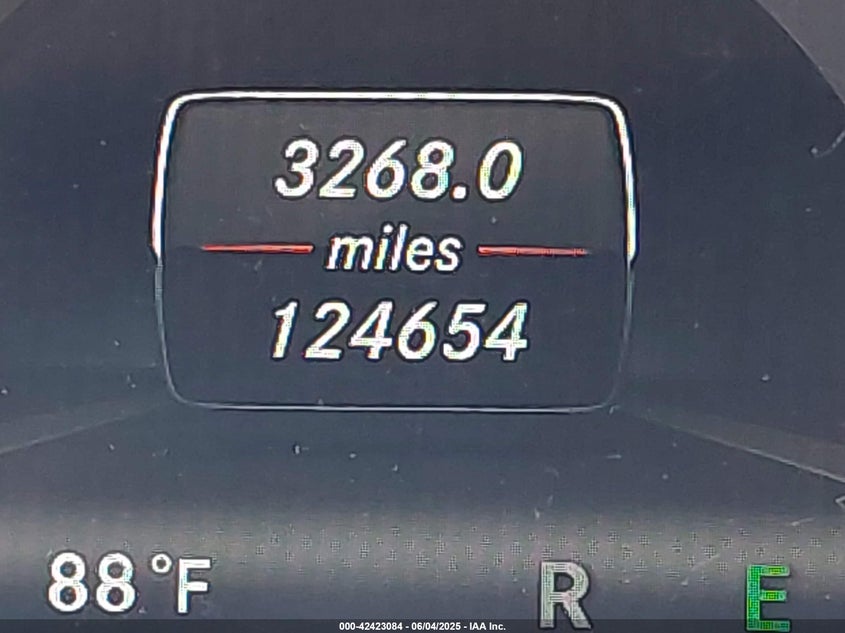 3268.0
miles
124654
88°F R E
000-42423084 - 06/04/2025 - IAA Inc.